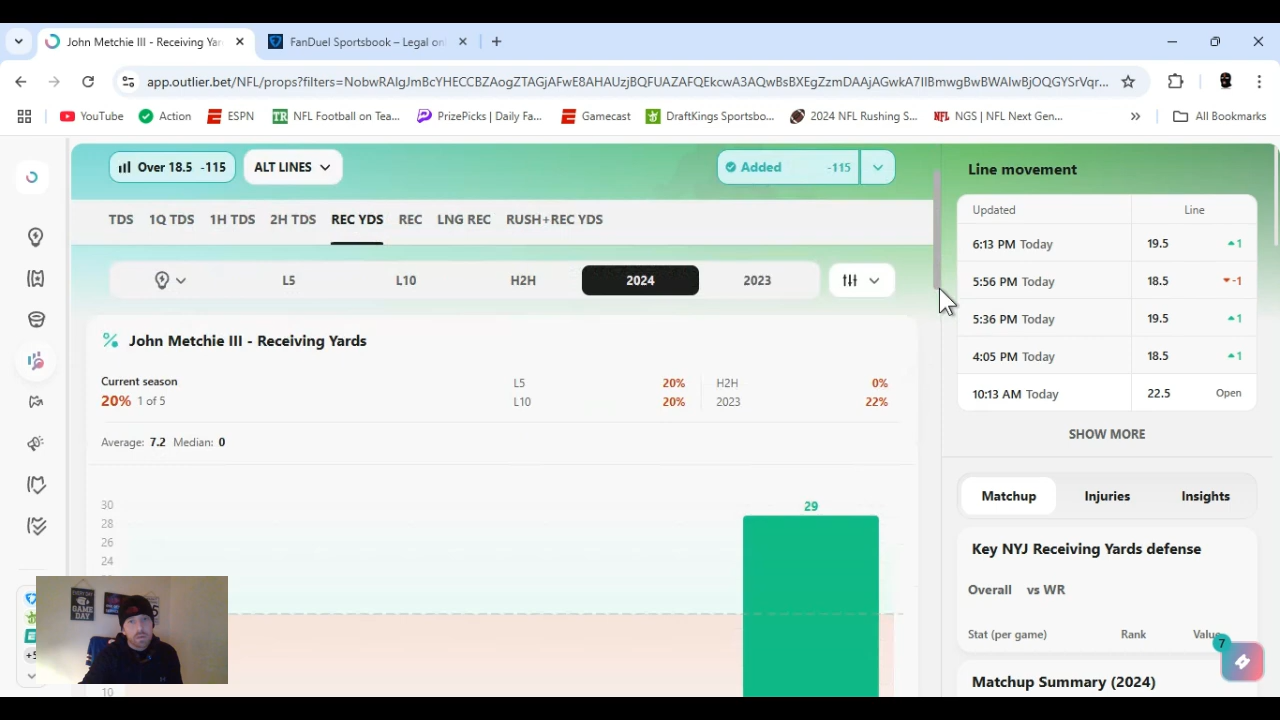 John Metchie III - Receiving Yar
FanDuel Sportsbook – Legal onl
app.outlier.bet/NFL/props?filters=NobwRAlgJmBcYHECCBZAogZTAGjAFwE8AHAUzjBQFUAZAFQEkcwA3AQwBsBXEgZzmDAAjAGwkA7IIBmwgBwBWAIwBjOQGYSrVqr...
YouTube
Action
ESPN
NFL Football on Tea...
PrizePicks | Daily Fa...
Gamecast
DraftKings Sportsbo...
2024 NFL Rushing S...
NGS | NFL Next Gen...
All Bookmarks
Over 18.5 -115
ALT LINES
Added -115
TDS 1Q TDS 1H TDS 2H TDS REC YDS REC LNG REC RUSH+REC YDS
L5 L10 H2H 2024 2023
John Metchie III - Receiving Yards
Current season
20% 1 of 5
L5 20%
L10 20%
H2H 0%
2023 22%
Average: 7.2 Median: 0
30
28
26
24
10
29
Line movement
Updated Line
6:13 PM Today 19.5 1
5:56 PM Today 18.5 -1
5:36 PM Today 19.5 1
4:05 PM Today 18.5 1
10:13 AM Today 22.5 Open
SHOW MORE
Matchup Injuries Insights
Key NYJ Receiving Yards defense
Overall vs WR
Stat (per game) Rank Value
7
Matchup Summary (2024)
GAME
DAY